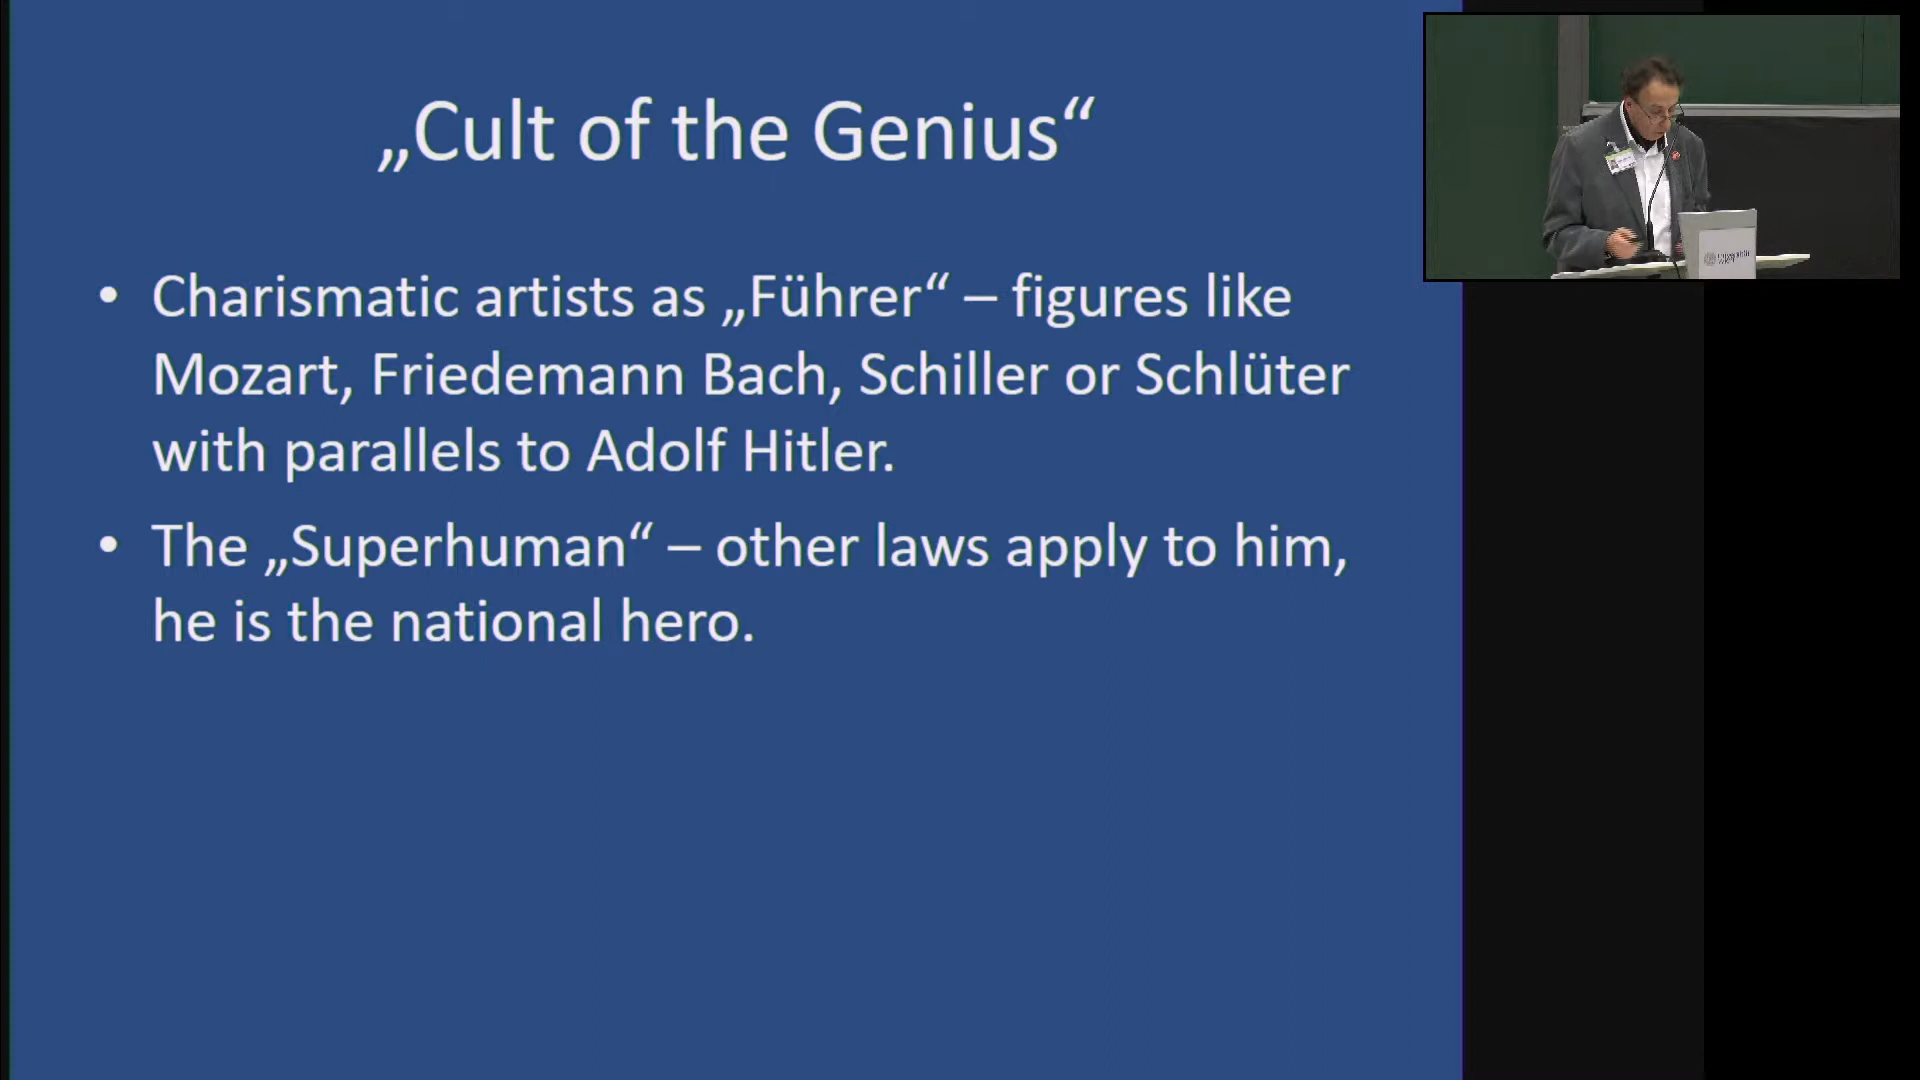 „Cult of the Genius“
• Charismatic artists as „Führer“ – figures like
Mozart, Friedemann Bach, Schiller or Schlüter
with parallels to Adolf Hitler.
• The „Superhuman“ – other laws apply to him,
he is the national hero.